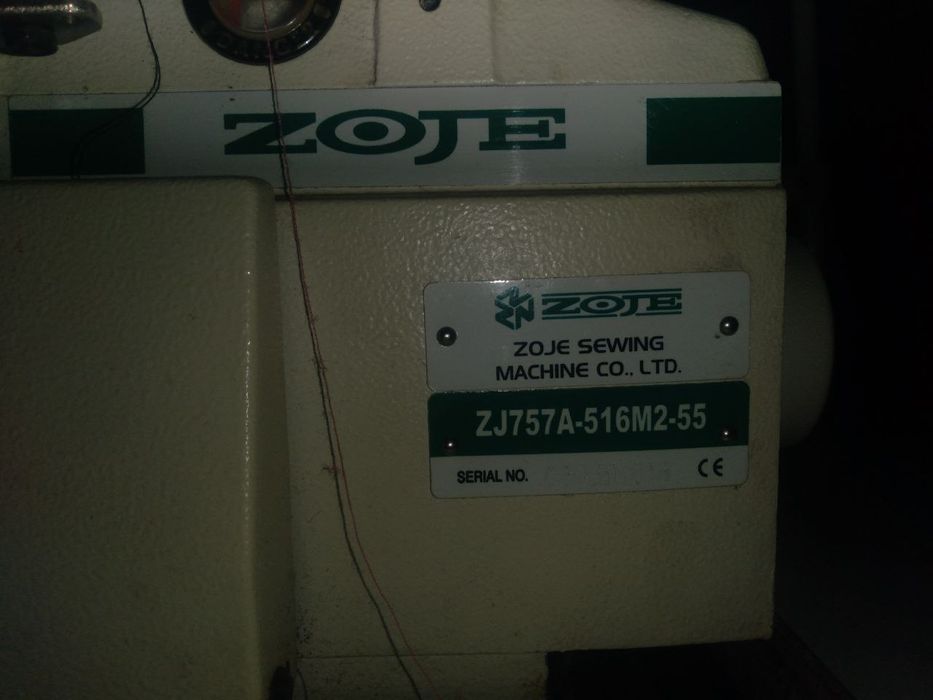 ZOJE
ZOJE
ZOJE SEWING
MACHINE CO., LTD.
ZJ757A-516M2-55
SERIAL NO.
CE